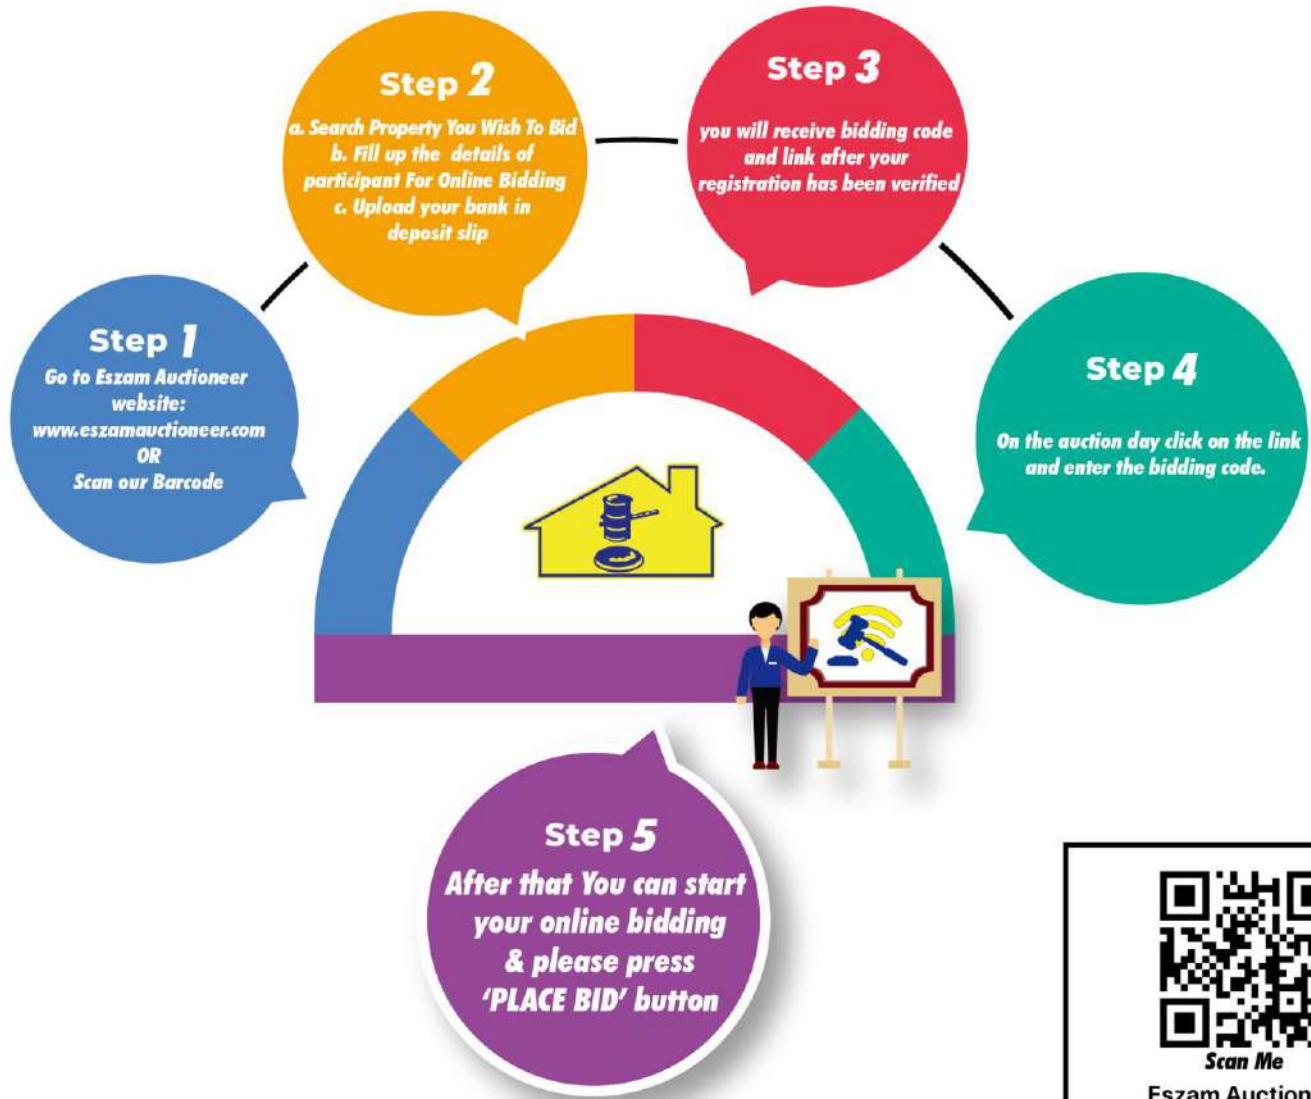 Step 1
Go to Eszam Auctioneer
website:
www.eszamauctioneer.com
OR
Scan our Barcode
Step 2
a. Search Property You Wish To Bid
b. Fill up the details of
participant For Online Bidding
c. Upload your bank in
deposit slip
Step 3
you will receive bidding code
and link after your
registration has been verified
Step 4
On the auction day click on the link
and enter the bidding code.
Step 5
After that You can start
your online bidding
& please press
‘PLACE BID’ button
Scan Me
Eszam Auction